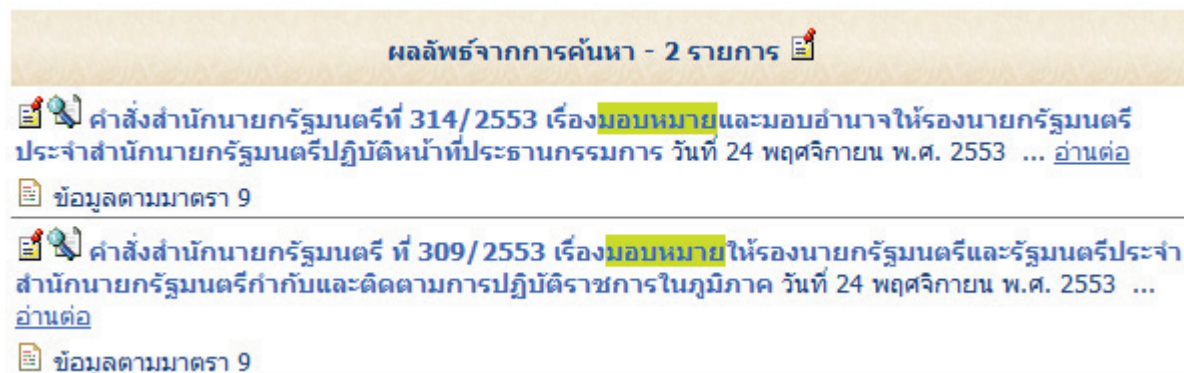 ผลลัพธ์จากการค้นหา - 2 รายการ
คำสั่งสำนักนายกรัฐมนตรีที่ 314/2553 เรื่องมอบหมายและมอบอำนาจให้รองนายกรัฐมนตรี
ประจำสำนักนายกรัฐมนตรีปฏิบัติหน้าที่ประธานกรรมการ วันที่ 24 พฤศจิกายน พ.ศ. 2553 ... อ่านต่อ
ข้อมูลตามมาตรา 9
คำสั่งสำนักนายกรัฐมนตรี ที่ 309/2553 เรื่องมอบหมายให้รองนายกรัฐมนตรีและรัฐมนตรีประจำ
สำนักนายกรัฐมนตรีกำกับและติดตามการปฏิบัติราชการในภูมิภาค วันที่ 24 พฤศจิกายน พ.ศ. 2553 ...
อ่านต่อ
ข้อมูลตามมาตรา 9